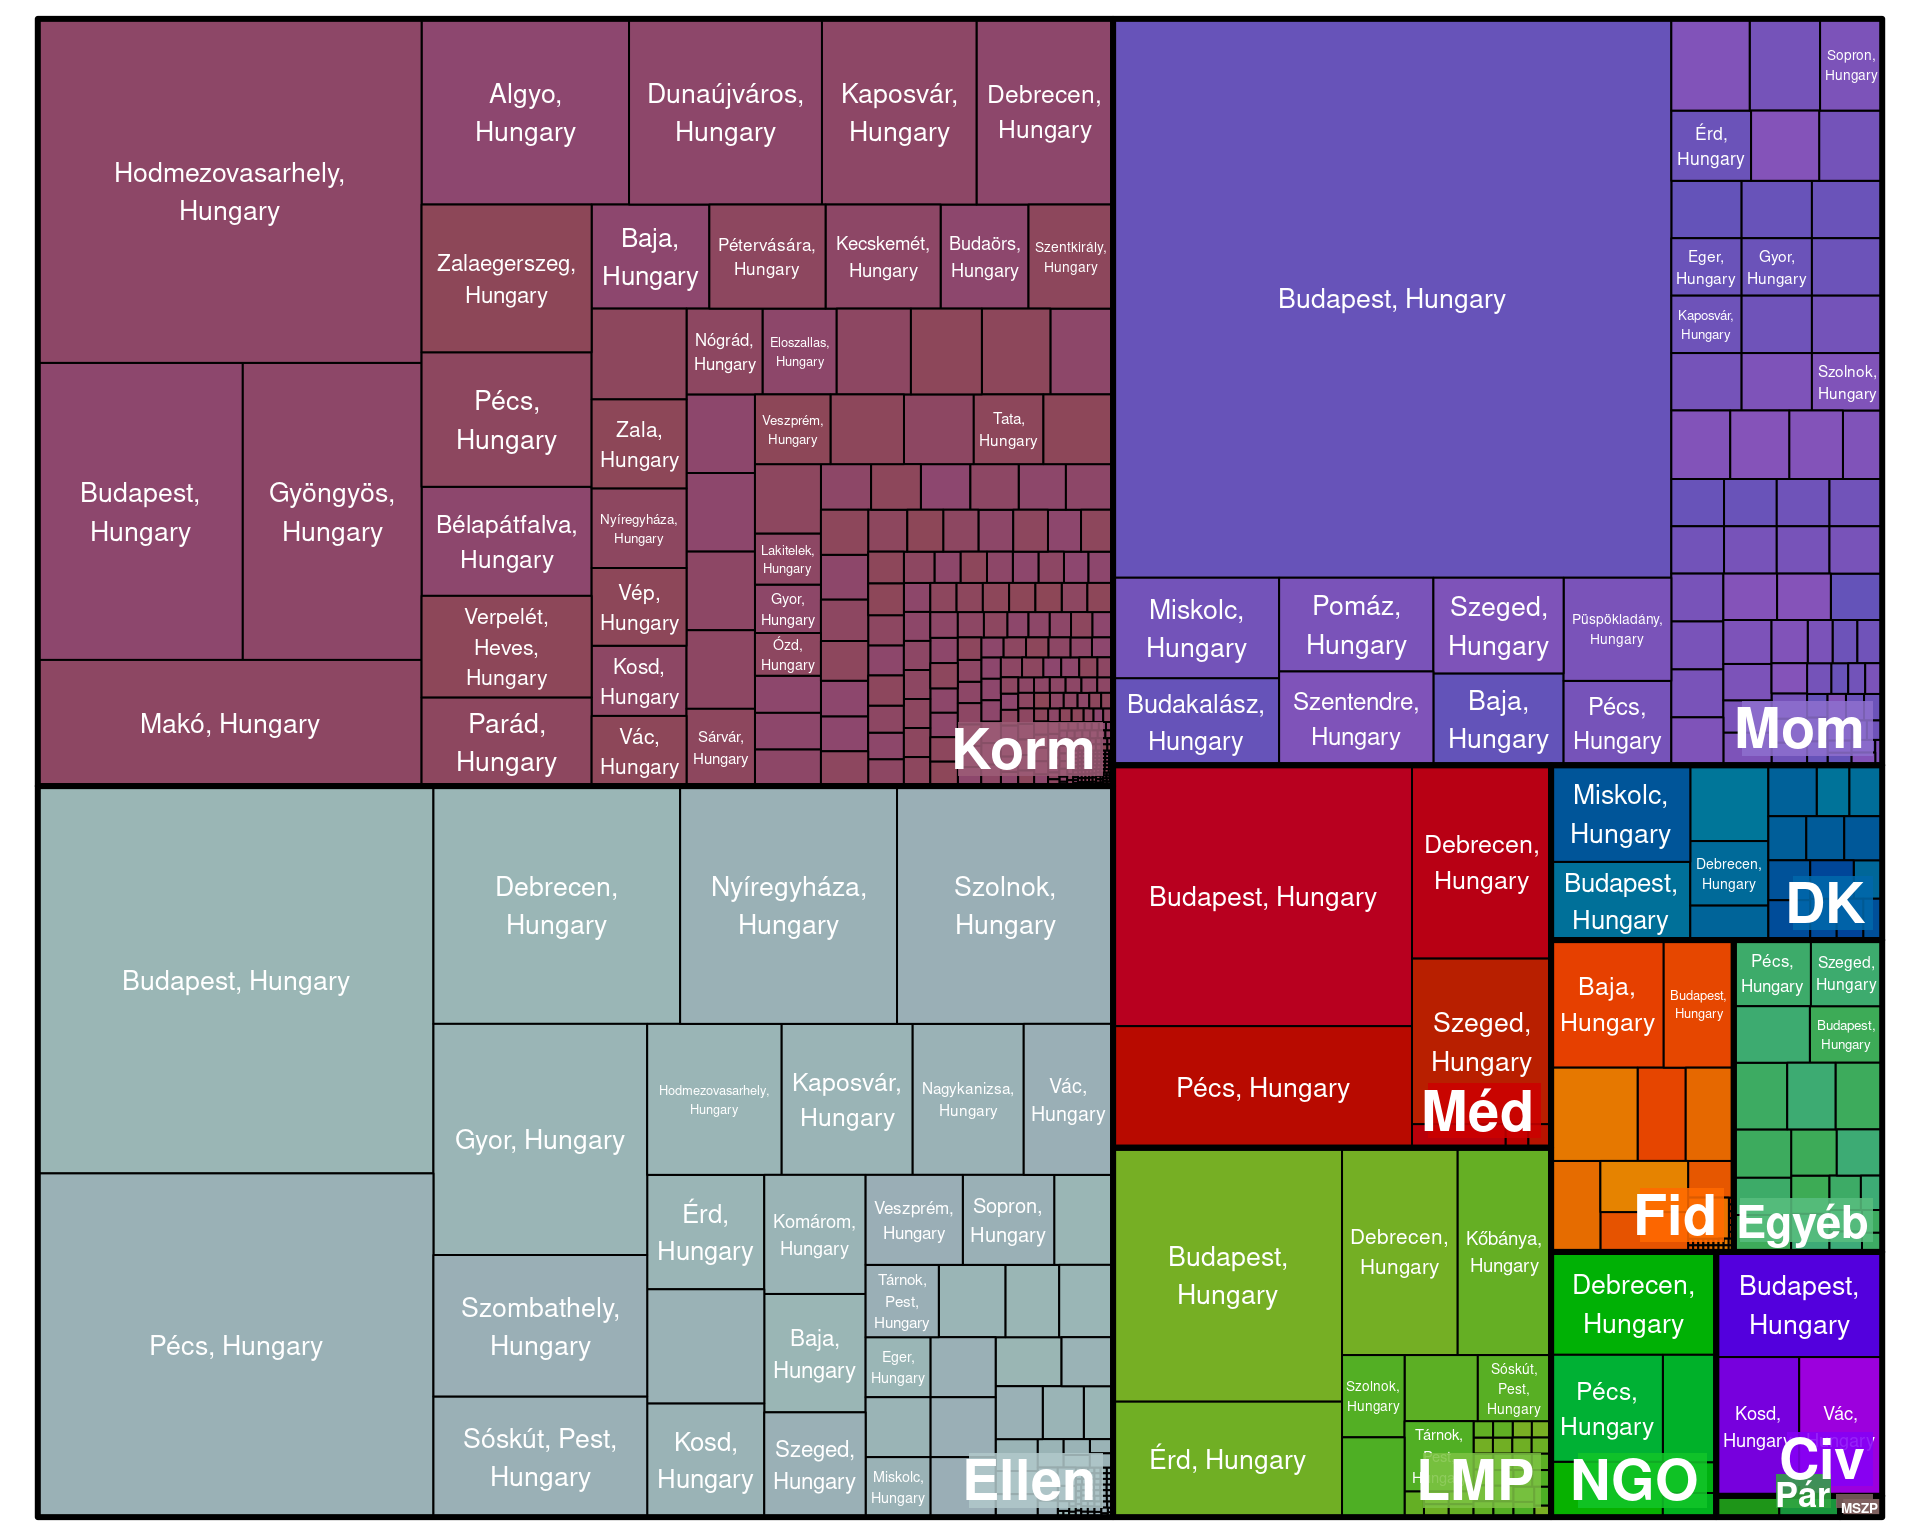 Hodmezovasarhely,
Hungary
Budapest,
Hungary
Gyöngyös,
Hungary
Makó, Hungary
Algyo,
Hungary
Dunaújváros,
Hungary
Kaposvár,
Hungary
Debrecen,
Hungary
Zalaegerszeg,
Hungary
Pécs,
Hungary
Bélapátfalva,
Hungary
Verpelét,
Heves,
Hungary
Parád,
Hungary
Baja,
Hungary
Pétervására,
Hungary
Kecskemét,
Hungary
Budaörs,
Hungary
Szentkirály,
Hungary
Zala,
Hungary
Nyíregyháza,
Hungary
Vép,
Hungary
Kosd,
Hungary
Vác,
Hungary
Nógrád,
Hungary
Eloszallas,
Hungary
Veszprém,
Hungary
Tata,
Hungary
Lakitelek,
Hungary
Gyor,
Hungary
Ózd,
Hungary
Sárvár,
Hungary
Korm
Budapest, Hungary
Miskolc,
Hungary
Budakalász,
Hungary
Pomáz,
Hungary
Szentendre,
Hungary
Szeged,
Hungary
Baja,
Hungary
Püspökladány,
Hungary
Pécs,
Hungary
Sopron,
Hungary
Érd,
Hungary
Eger,
Hungary
Gyor,
Hungary
Kaposvár,
Hungary
Szolnok,
Hungary
Mom
Budapest, Hungary
Pécs, Hungary
Debrecen,
Hungary
Nyíregyháza,
Hungary
Szolnok,
Hungary
Gyor, Hungary
Szombathely,
Hungary
Sóskút, Pest,
Hungary
Hodmezovasarhely,
Hungary
Kaposvár,
Hungary
Nagykanizsa,
Hungary
Vác,
Hungary
Érd,
Hungary
Kosd,
Hungary
Komárom,
Hungary
Baja,
Hungary
Szeged,
Hungary
Veszprém,
Hungary
Sopron,
Hungary
Tárnok,
Pest,
Hungary
Eger,
Hungary
Miskolc,
Hungary
Ellen
Budapest, Hungary
Pécs, Hungary
Debrecen,
Hungary
Szeged,
Hungary
Méd
Miskolc,
Hungary
Budapest,
Hungary
Debrecen,
Hungary
DK
Baja,
Hungary
Budapest,
Hungary
Fid
Pécs,
Hungary
Szeged,
Hungary
Budapest,
Hungary
Egyéb
Budapest,
Hungary
Érd, Hungary
Debrecen,
Hungary
Kőbánya,
Hungary
Szolnok,
Hungary
Sóskút,
Pest,
Hungary
Tárnok,
Pest,
Hungary
LMP
Debrecen,
Hungary
Pécs,
Hungary
NGO
Budapest,
Hungary
Kosd,
Hungary
Vác,
Hungary
Civ
Pár
MSZP